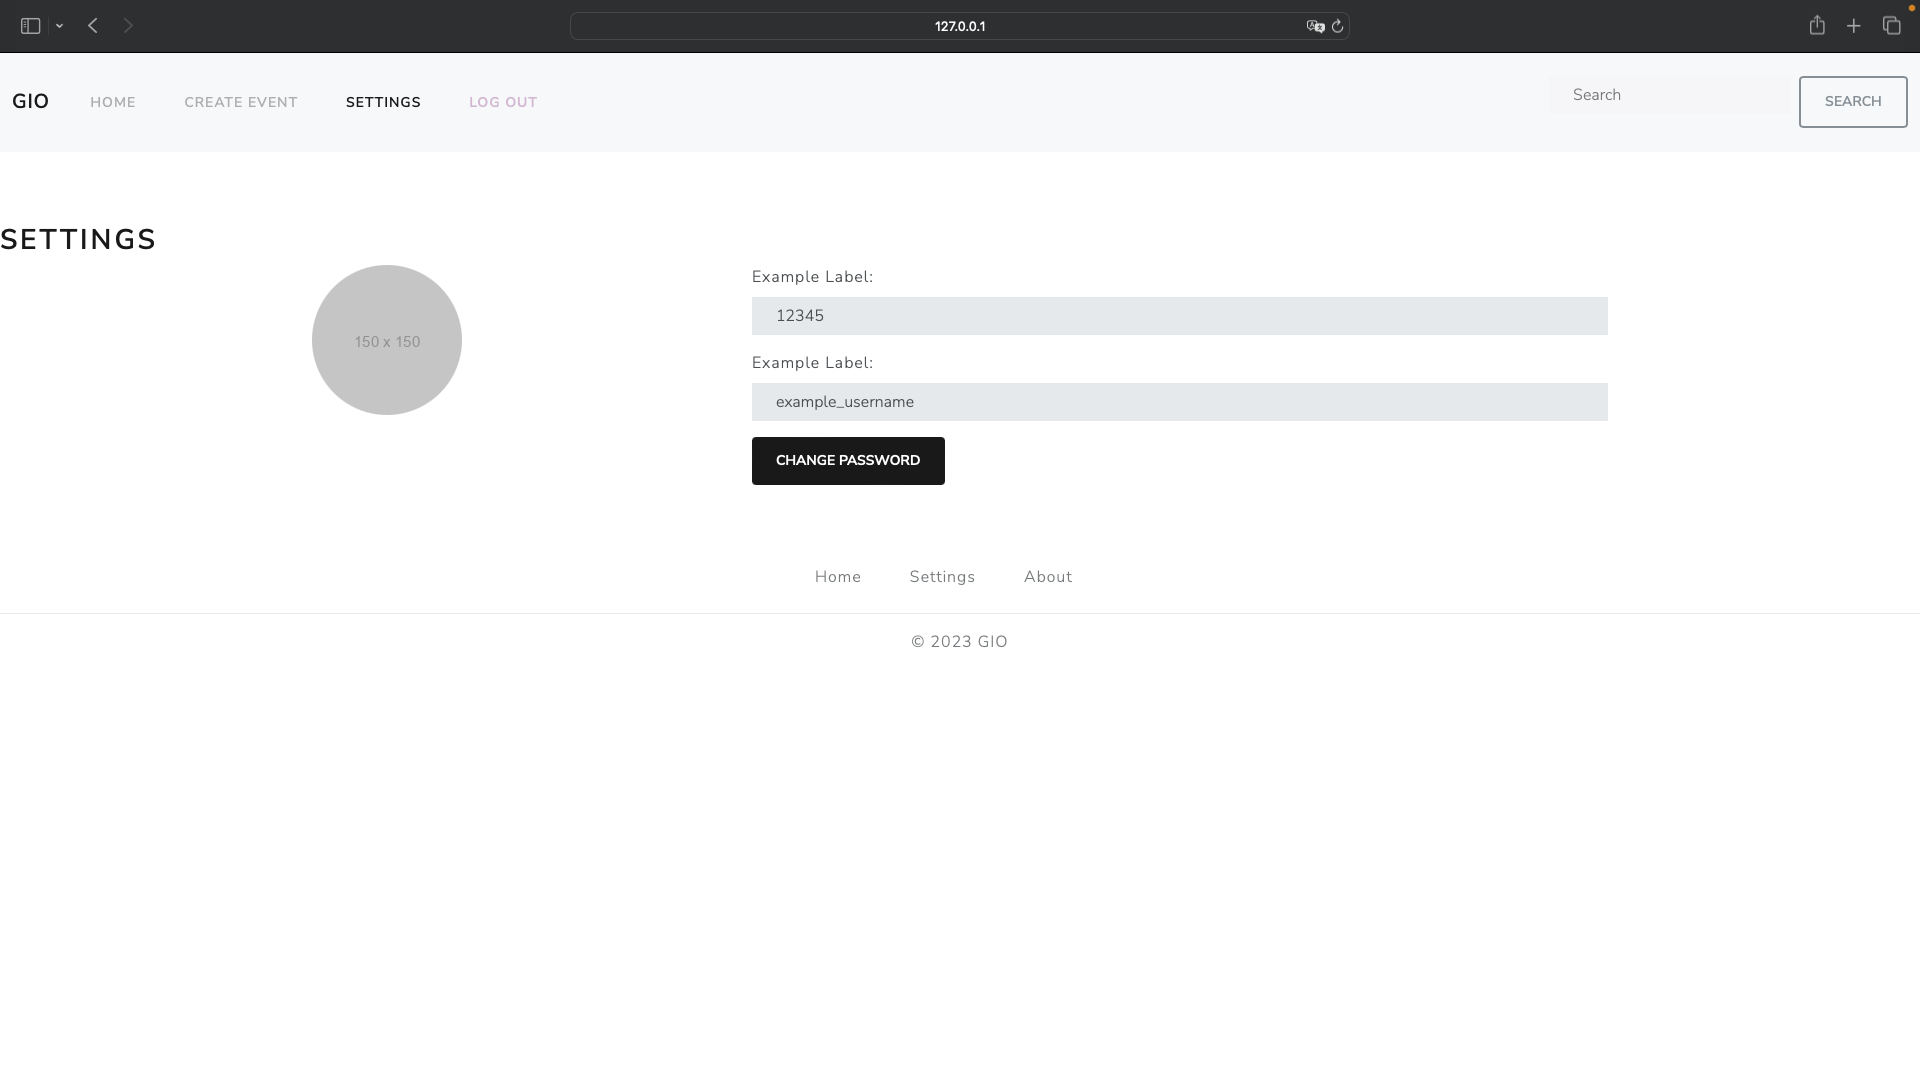 127.0.0.1
GIO HOME CREATE EVENT SETTINGS LOG OUT Search SEARCH
SETTINGS
150 x 150
Example Label:
12345
Example Label:
example_username
CHANGE PASSWORD
Home Settings About
© 2023 GIO